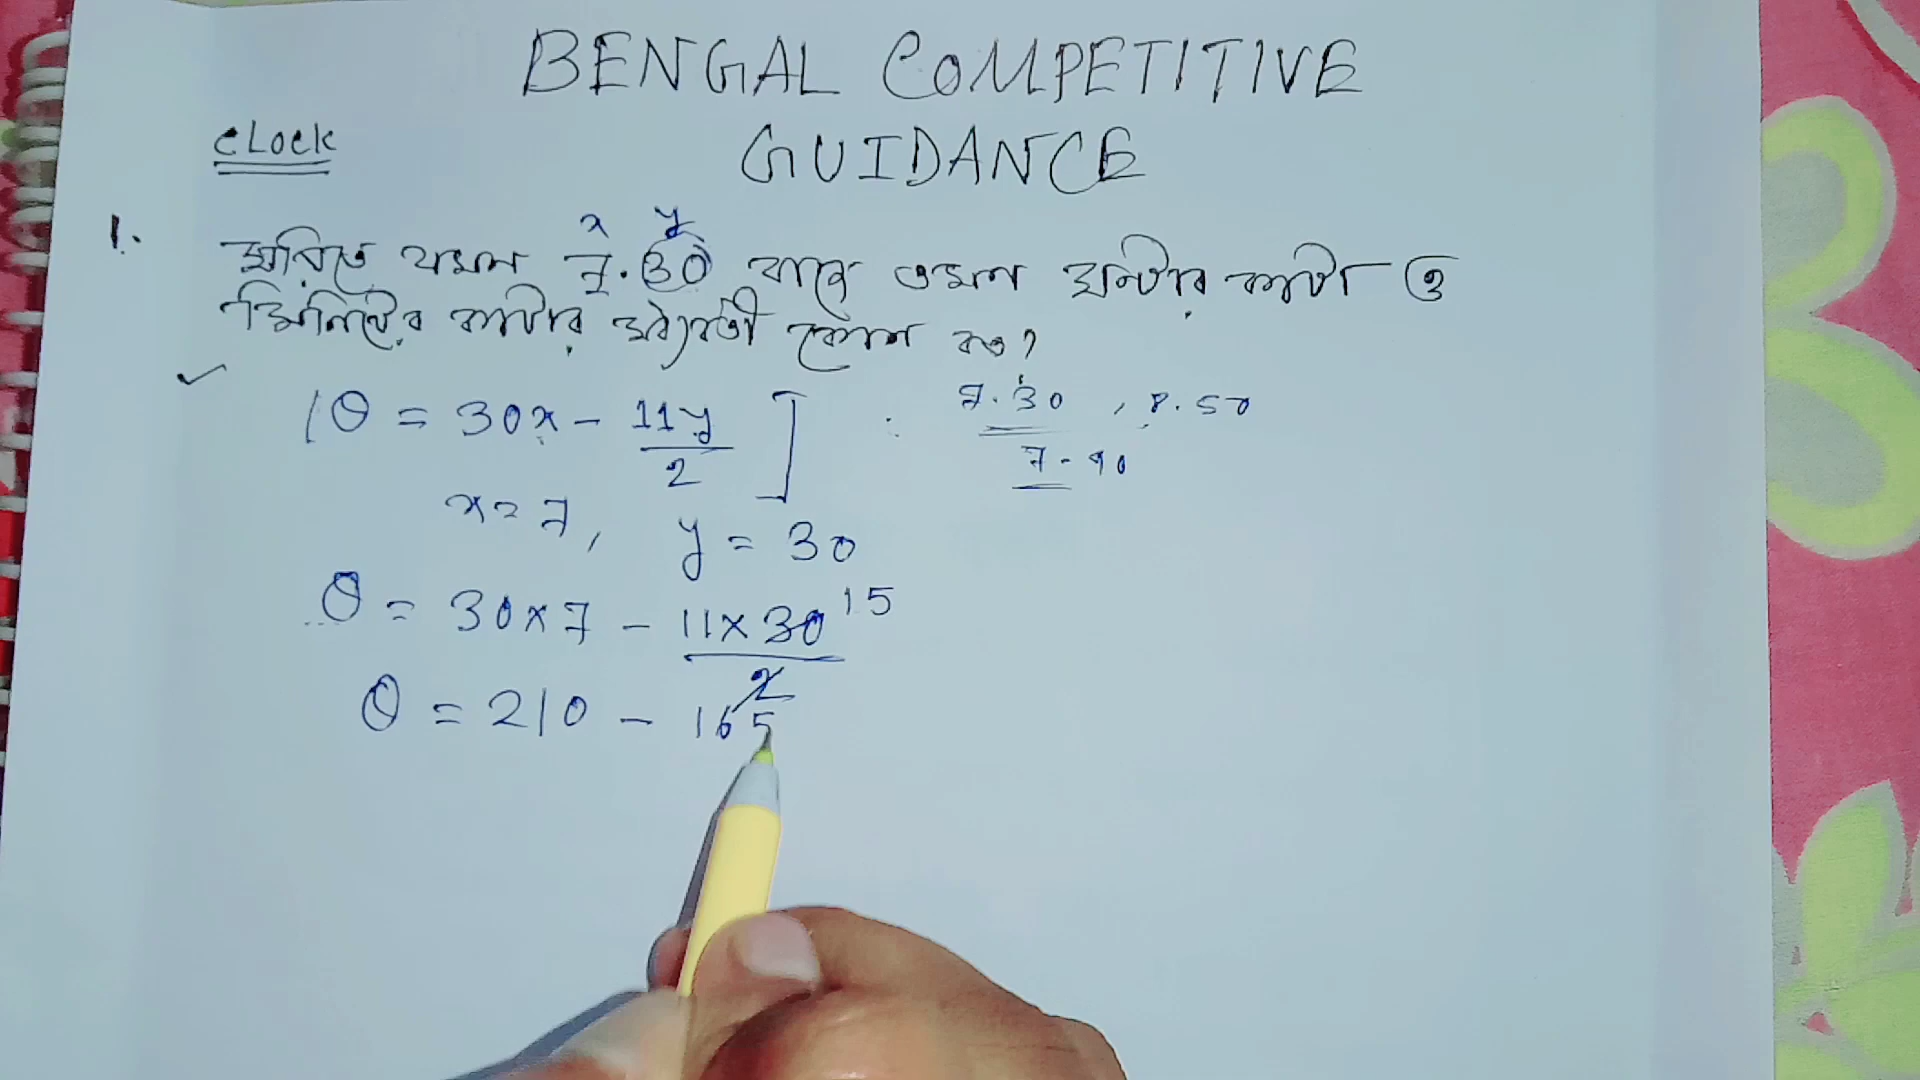 BENGAL COMPETITIVE
GUIDANCE
CLock
x y
1. ঘড়িতে যখন 7.30 বাজে তখন ঘন্টার কাটা ও
মিনিটের কাটার মধ্যবর্তী কোণ কত?
θ = 30x - 11y/2 ]
7.30, 8.50
7-40
x = 7, y = 30
θ = 30×7 - 11×30/2 15
θ = 210 - 165